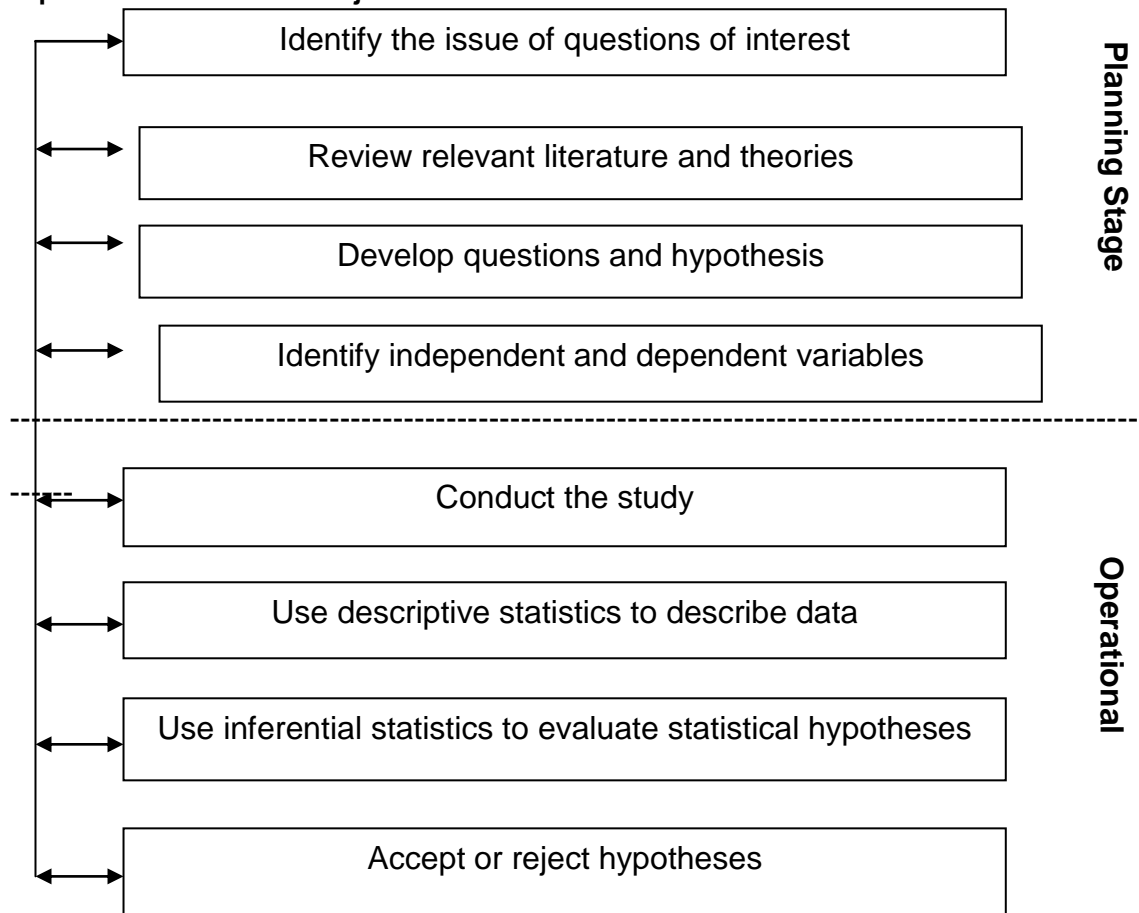 Identify the issue of questions of interest
Review relevant literature and theories
Develop questions and hypothesis
Identify independent and dependent variables
Planning Stage
Conduct the study
Use descriptive statistics to describe data
Use inferential statistics to evaluate statistical hypotheses
Accept or reject hypotheses
Operational